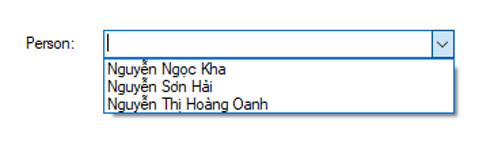 Person:
Nguyễn Ngọc Kha
Nguyễn Sơn Hải
Nguyễn Thị Hoàng Oanh